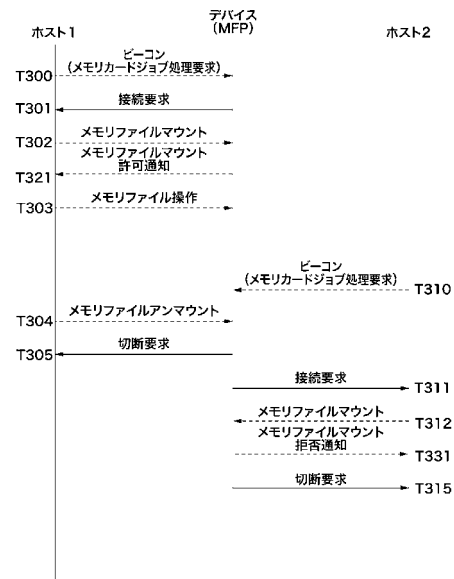 デバイス
(MFP)
ホスト1
ホスト2
ビーコン
(メモリカードジョブ処理要求)
T300
接続要求
T301
メモリファイルマウント
T302
メモリファイルマウント
許可通知
T321
メモリファイル操作
T303
ビーコン
(メモリカードジョブ処理要求)
T310
メモリファイルアンマウント
T304
切断要求
T305
接続要求
T311
メモリファイルマウント
T312
メモリファイルマウント
拒否通知
T331
切断要求
T315